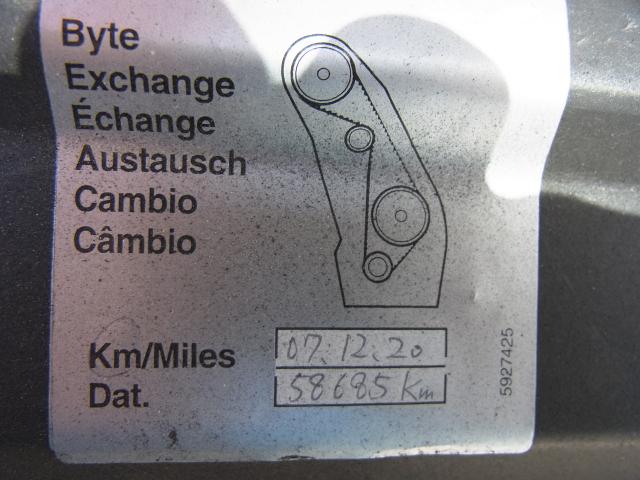 Byte
Exchange
Échange
Austausch
Cambio
Câmbio
Km/Miles 07.12.20
Dat. 58685 Km
5927425